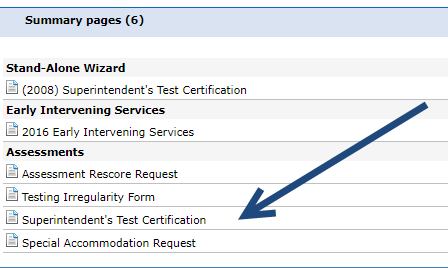 Summary pages (6)
Stand-Alone Wizard
(2008) Superintendent's Test Certification
Early Intervening Services
2016 Early Intervening Services
Assessments
Assessment Rescore Request
Testing Irregularity Form
Superintendent's Test Certification
Special Accommodation Request